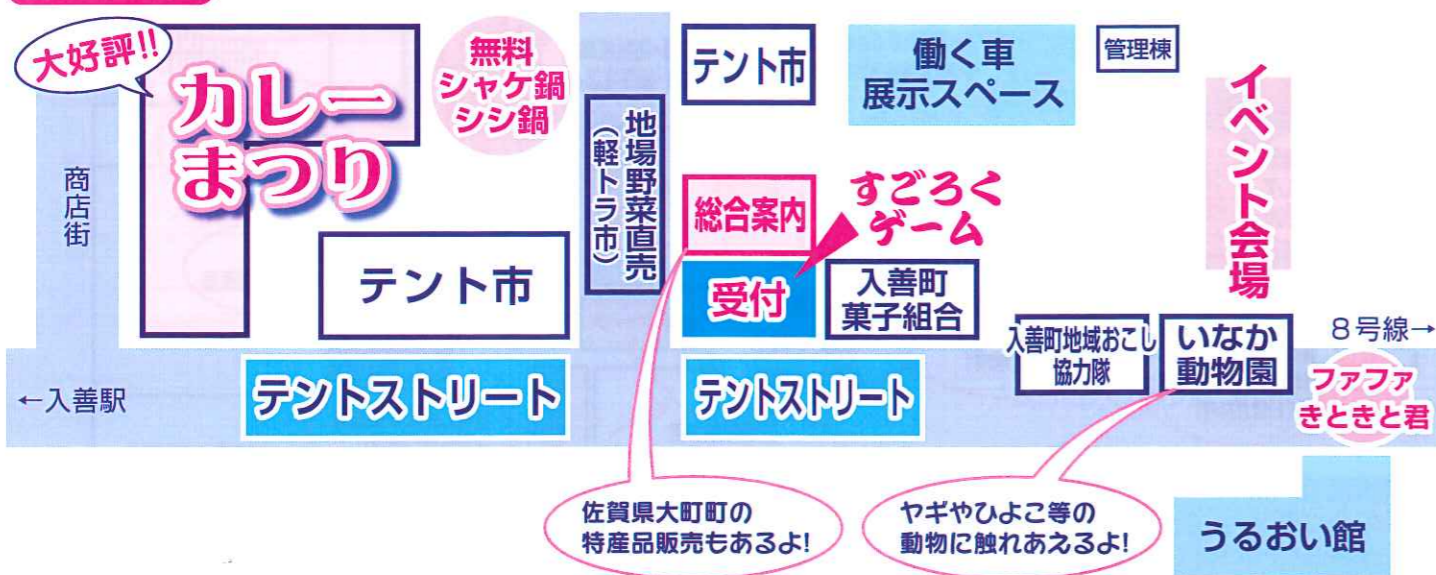 大好評!!
カレー
まつり
無料
シャケ鍋
シシ鍋
商店街
テント市
地場野菜直売
(軽トラ市)
テント市
働く車
展示スペース
管理棟
イベント会場
総合案内
すごろく
ゲーム
受付
入善町
菓子組合
入善町地域おこし
協力隊
いなか
動物園
8号線→
ファファ
きときと君
←入善駅
テントストリート
テントストリート
佐賀県大町町の
特産品販売もあるよ!
ヤギやひよこ等の
動物に触れあえるよ!
うるおい館